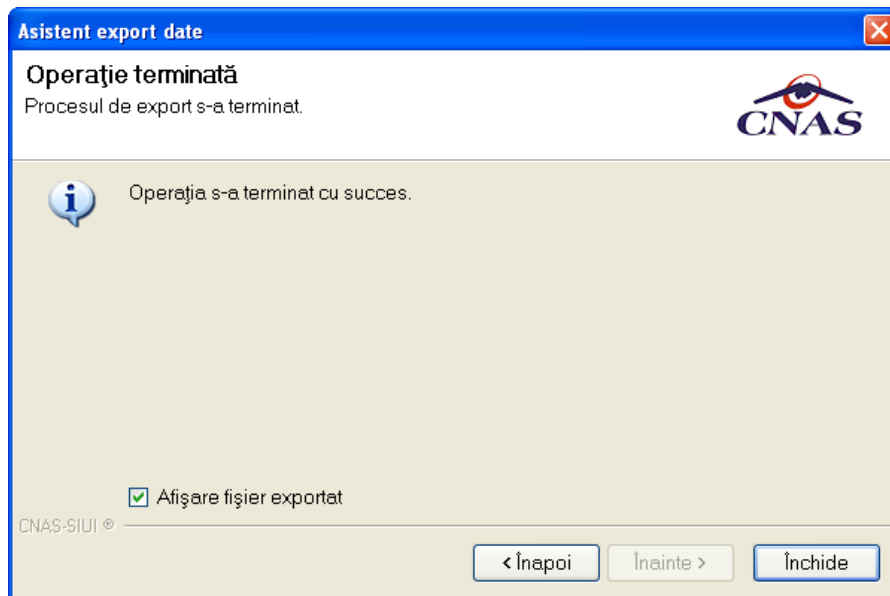 Asistent export date
Operaţie terminată
Procesul de export s-a terminat.
CNAS
Operaţia s-a terminat cu succes.
Afişare fişier exportat
CNAS-SIUI ®
< Înapoi
Înainte >
Închide